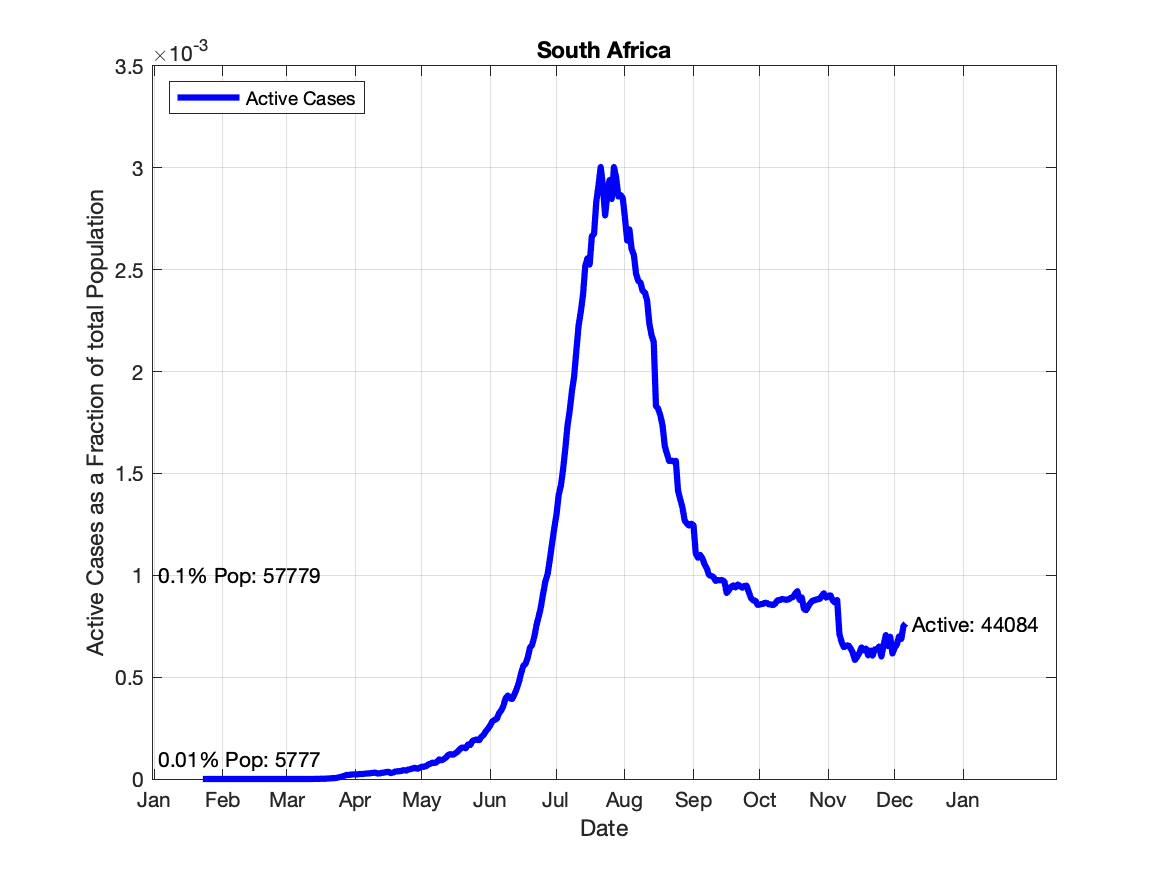 South Africa
×10-3
3.5
3
2.5
2
1.5
1
0.5
0
Active Cases as a Fraction of total Population
Active Cases
0.1% Pop: 57779
0.01% Pop: 5777
Active: 44084
Jan Feb Mar Apr May Jun Jul Aug Sep Oct Nov Dec Jan
Date